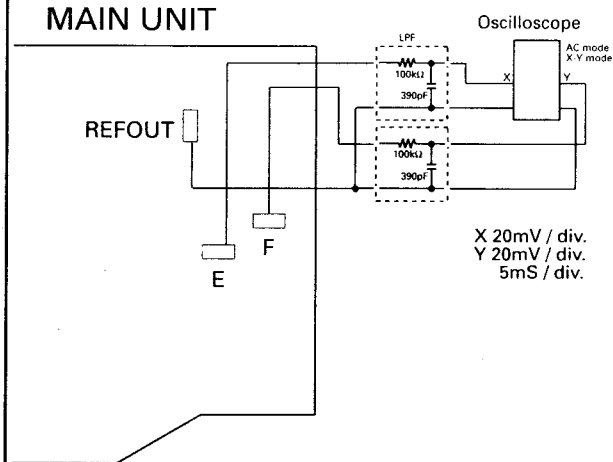 MAIN UNIT
Oscilloscope
LPF
AC mode
X-Y mode
100kΩ
X
Y
390pF
REFOUT
100kΩ
390pF
F
E
X 20mV / div.
Y 20mV / div.
5mS / div.